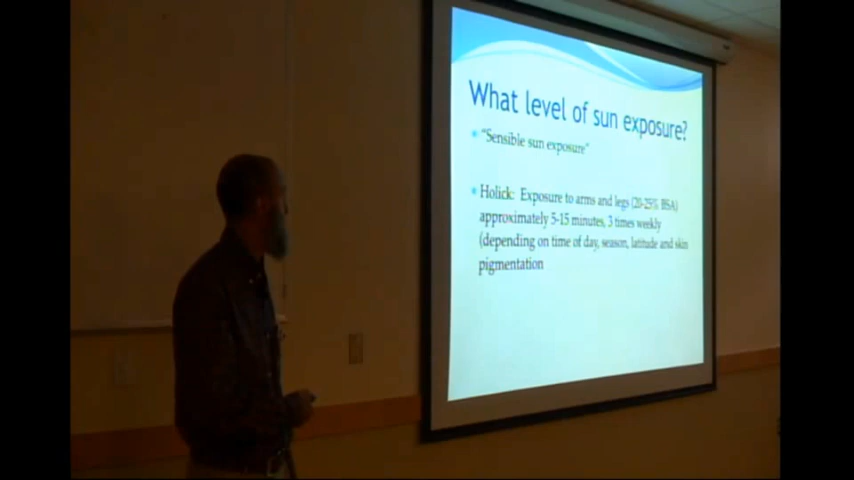 What level of sun exposure?
"Sensible sun exposure"
Holick: Exposure to arms and legs (20-25% BSA)
approximately 5-15 minutes, 3 times weekly
(depending on time of day, season, latitude and skin
pigmentation